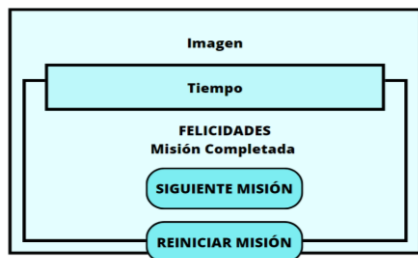 Imagen
Tiempo
FELICIDADES
Misión Completada
SIGUIENTE MISIÓN
REINICIAR MISIÓN